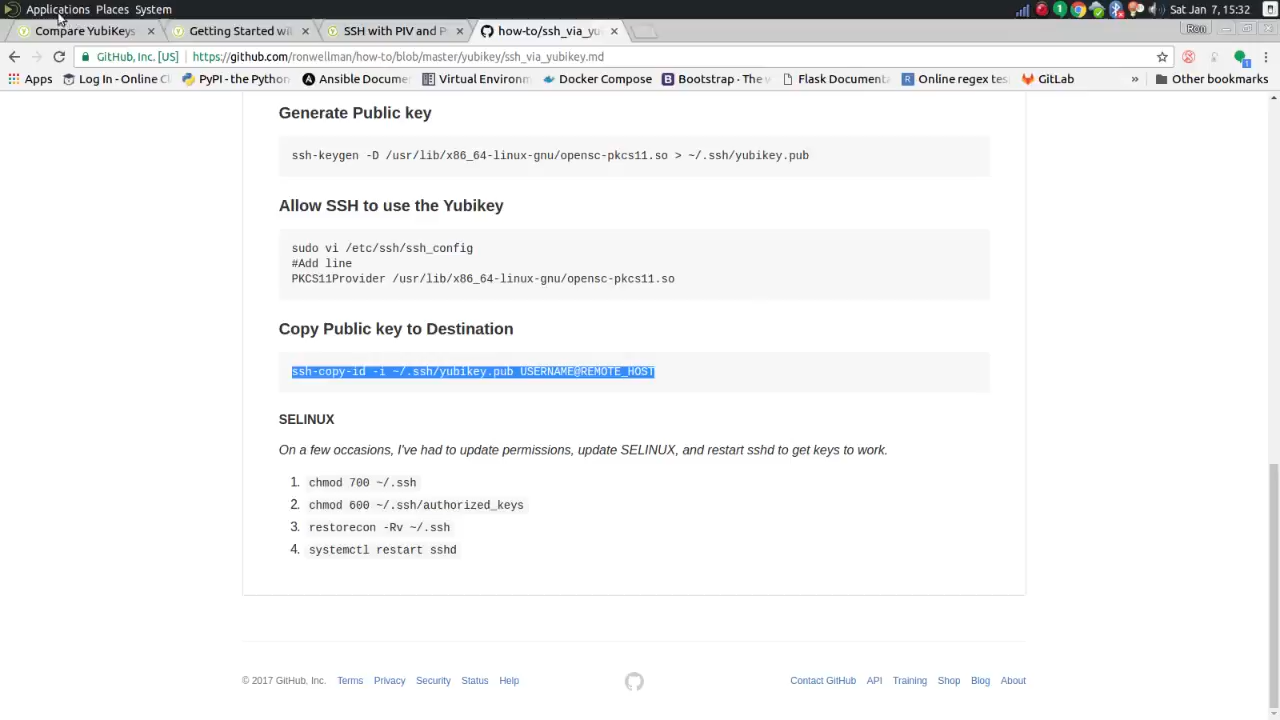 Applications Places System
Sat Jan 7, 15:32
Compare YubiKeys
Getting Started wi
SSH with PIV and P
how-to/ssh_via_yu
Ron
GitHub, Inc. [US]
https://github.com/ronwellman/how-to/blob/master/yubikey/ssh_via_yubikey.md
Apps
Log In - Online C
PyPI - the Python
Ansible Docume
Virtual Environm
Docker Compose
Bootstrap · The
Flask Document
Online regex tes
GitLab
»
Other bookmarks
Generate Public key
ssh-keygen -D /usr/lib/x86_64-linux-gnu/opensc-pkcs11.so > ~/.ssh/yubikey.pub
Allow SSH to use the Yubikey
sudo vi /etc/ssh/ssh_config
#Add line
PKCS11Provider /usr/lib/x86_64-linux-gnu/opensc-pkcs11.so
Copy Public key to Destination
ssh-copy-id -i ~/.ssh/yubikey.pub USERNAME@REMOTE_HOST
SELINUX
On a few occasions, I've had to update permissions, update SELINUX, and restart sshd to get keys to work.
1. chmod 700 ~/.ssh
2. chmod 600 ~/.ssh/authorized_keys
3. restorecon -Rv ~/.ssh
4. systemctl restart sshd
© 2017 GitHub, Inc. Terms Privacy Security Status Help
Contact GitHub API Training Shop Blog About